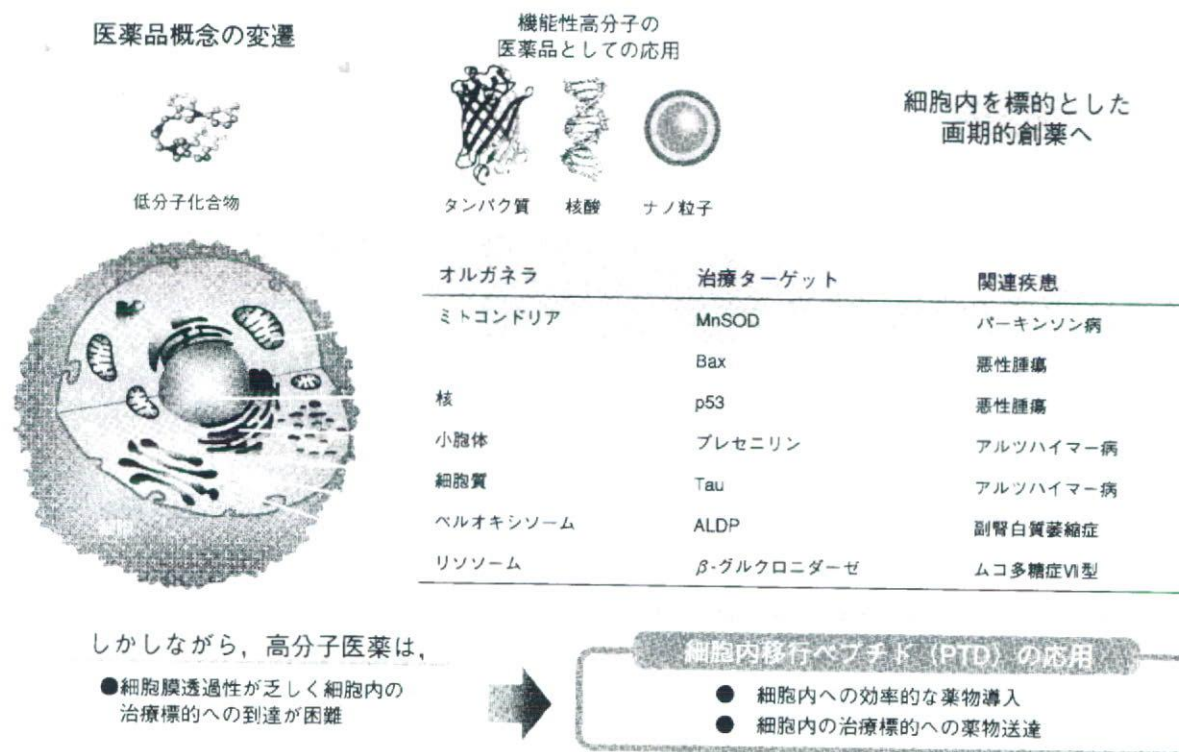 医薬品概念の変遷
機能性高分子の
医薬品としての応用
細胞内を標的とした
画期的創薬へ
低分子化合物
タンパク質 核酸 ナノ粒子
オルガネラ 治療ターゲット 関連疾患
ミトコンドリア MnSOD パーキンソン病
Bax 悪性腫瘍
核 p53 悪性腫瘍
小胞体 プレセニリン アルツハイマー病
細胞質 Tau アルツハイマー病
ペルオキシソーム ALDP 副腎白質萎縮症
リソソーム β-グルクロニダーゼ ムコ多糖症Ⅶ型
しかしながら，高分子医薬は，
●細胞膜透過性が乏しく細胞内の
治療標的への到達が困難
細胞内移行ペプチド（PTD）の応用
● 細胞内への効率的な薬物導入
● 細胞内の治療標的への薬物送達